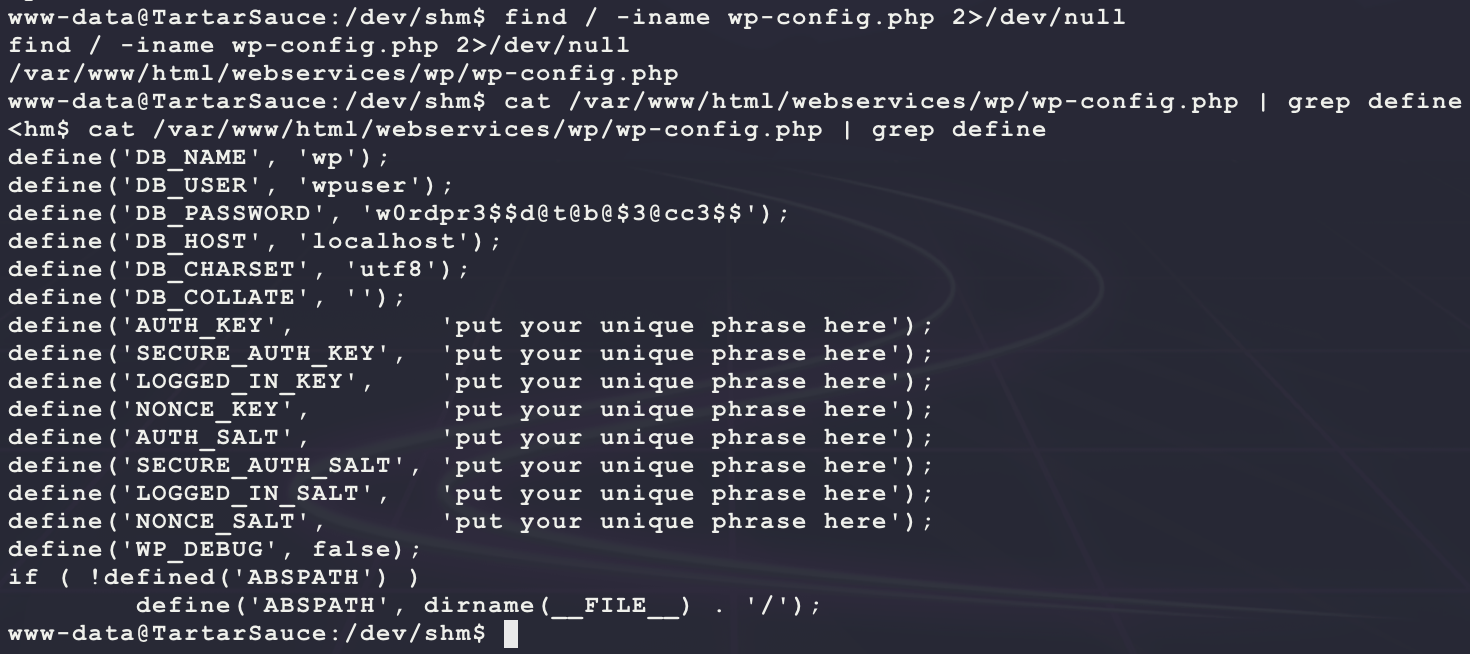 www-data@TartarSauce:/dev/shm$ find / -iname wp-config.php 2>/dev/null
find / -iname wp-config.php 2>/dev/null
/var/www/html/webservices/wp/wp-config.php
www-data@TartarSauce:/dev/shm$ cat /var/www/html/webservices/wp/wp-config.php | grep define
<hm$ cat /var/www/html/webservices/wp/wp-config.php | grep define
define('DB_NAME', 'wp');
define('DB_USER', 'wpuser');
define('DB_PASSWORD', 'w0rdpr3$$d@t@b@$3@cc3$$');
define('DB_HOST', 'localhost');
define('DB_CHARSET', 'utf8');
define('DB_COLLATE', '');
define('AUTH_KEY',         'put your unique phrase here');
define('SECURE_AUTH_KEY',  'put your unique phrase here');
define('LOGGED_IN_KEY',    'put your unique phrase here');
define('NONCE_KEY',        'put your unique phrase here');
define('AUTH_SALT',        'put your unique phrase here');
define('SECURE_AUTH_SALT', 'put your unique phrase here');
define('LOGGED_IN_SALT',   'put your unique phrase here');
define('NONCE_SALT',       'put your unique phrase here');
define('WP_DEBUG', false);
if ( !defined('ABSPATH') )
        define('ABSPATH', dirname(__FILE__) . '/');
www-data@TartarSauce:/dev/shm$